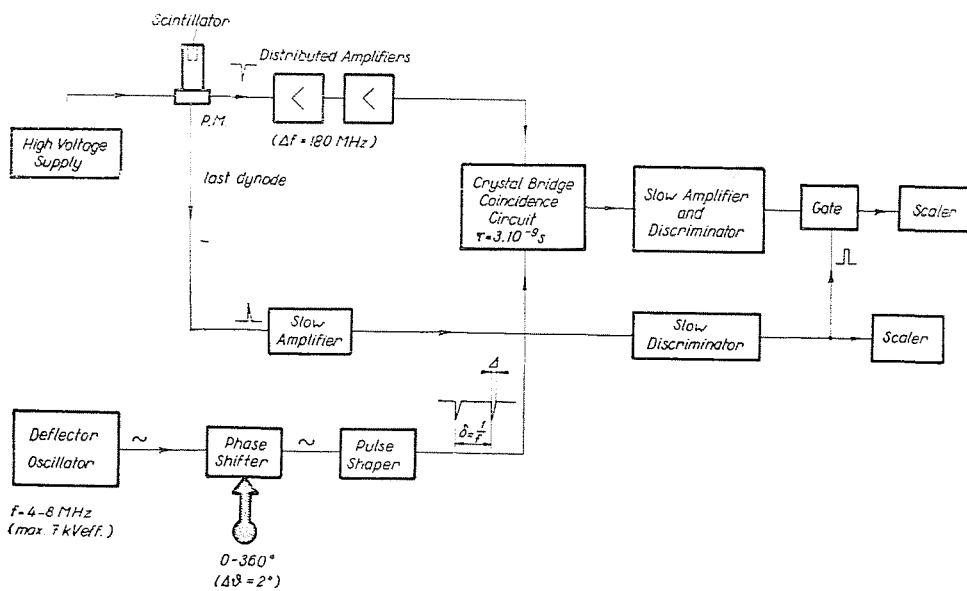 Scintillator
Distributed Amplifiers
P.M.
(Δf = 180 MHz)
High Voltage
Supply
last dynode
Crystal Bridge
Coincidence
Circuit
τ=3.10⁻⁹s
Slow Amplifier
and
Discriminator
Gate
Scaler
Slow
Amplifier
Slow
Discriminator
Scaler
Δ
δ=1/f
Deflector
Oscillator
~
Phase
Shifter
~
Pulse
Shaper
f=4-8 MHz
(max. 7 kVeff.)
0-360°
(Δϑ = 2°)